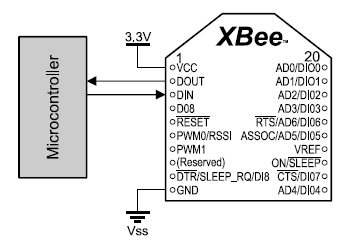 3.3V
XBee™
Microcontroller
1 20
VCC AD0/DIO0
DOUT AD1/DIO1
DIN AD2/DIO2
DO8 AD3/DIO3
RESET RTS/AD6/DIO6
PWM0/RSSI ASSOC/AD5/DIO5
PWM1 VREF
(Reserved) ON/SLEEP
DTR/SLEEP_RQ/DI8 CTS/DIO7
GND AD4/DIO4
Vss